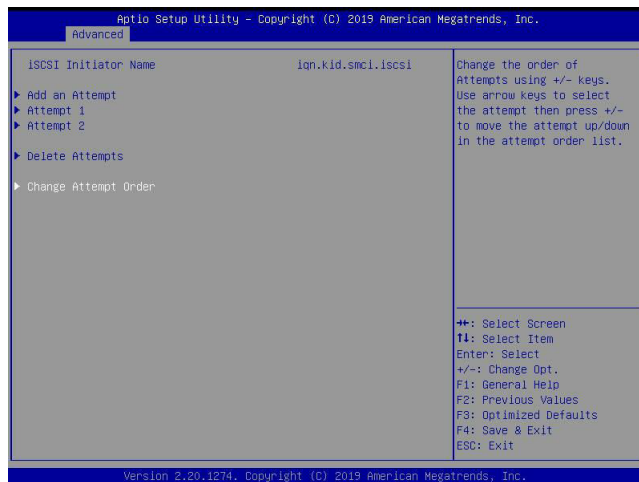 Aptio Setup Utility – Copyright (C) 2019 American Megatrends, Inc.
Advanced
iSCSI Initiator Name iqn.kid.smci.iscsi
Add an Attempt
Attempt 1
Attempt 2
Delete Attempts
Change Attempt Order
Change the order of
Attempts using +/- keys.
Use arrow keys to select
the attempt then press +/-
to move the attempt up/down
in the attempt order list.
→←: Select Screen
↑↓: Select Item
Enter: Select
+/-: Change Opt.
F1: General Help
F2: Previous Values
F3: Optimized Defaults
F4: Save & Exit
ESC: Exit
Version 2.20.1274. Copyright (C) 2019 American Megatrends, Inc.